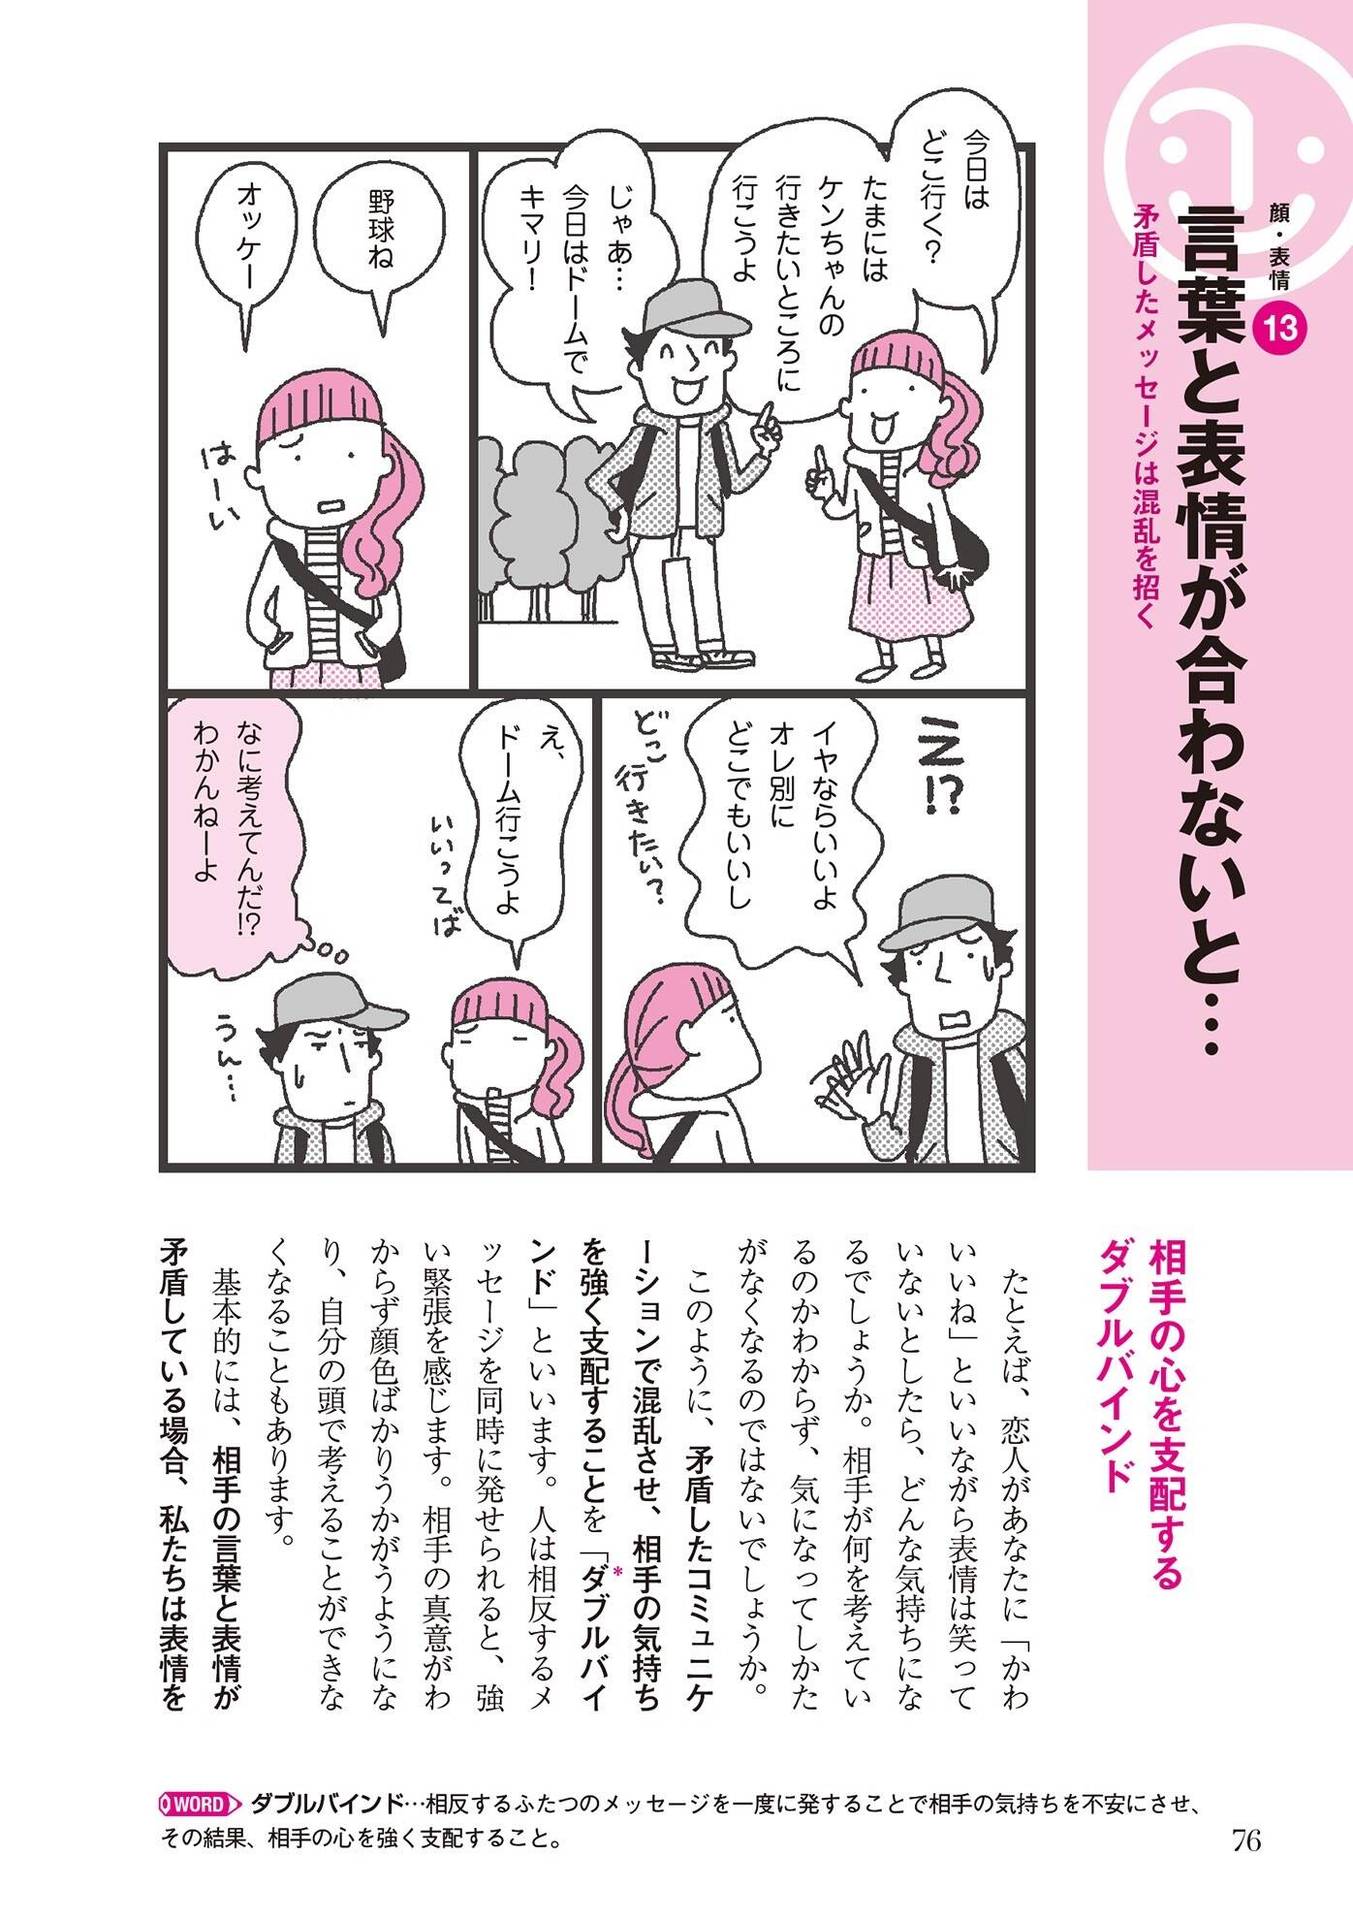 顔・表情
13
言葉と表情が合わないと…
矛盾したメッセージは混乱を招く
今日は
どこ行く？
たまには
ケンちゃんの
行きたいところに
行こうよ
じゃあ…
今日はドームで
キマリ！
野球ね
オッケー
はーい
イヤならいいよ
オレ別に
どこでもいいし
どこ
行きたい？
え、
ドーム行こうよ
いいってば
なに考えてんだ!?
わかんねーよ
うん…
相手の心を支配する
ダブルバインド
たとえば、恋人があなたに「かわ
いいね」といいながら表情は笑って
いないとしたら、どんな気持ちにな
るでしょうか。相手が何を考えてい
るのかわからず、気になってしかた
がなくなるのではないでしょうか。
このように、矛盾したコミュニケ
ーションで混乱させ、相手の気持ち
を強く支配することを「ダブルバイ
*
ンド」といいます。人は相反するメ
ッセージを同時に発せられると、強
い緊張を感じます。相手の真意がわ
からず顔色ばかりうかがうようにな
り、自分の頭で考えることができな
くなることもあります。
基本的には、相手の言葉と表情が
矛盾している場合、私たちは表情を
WORD ダブルバインド…相反するふたつのメッセージを一度に発することで相手の気持ちを不安にさせ、
その結果、相手の心を強く支配すること。
76